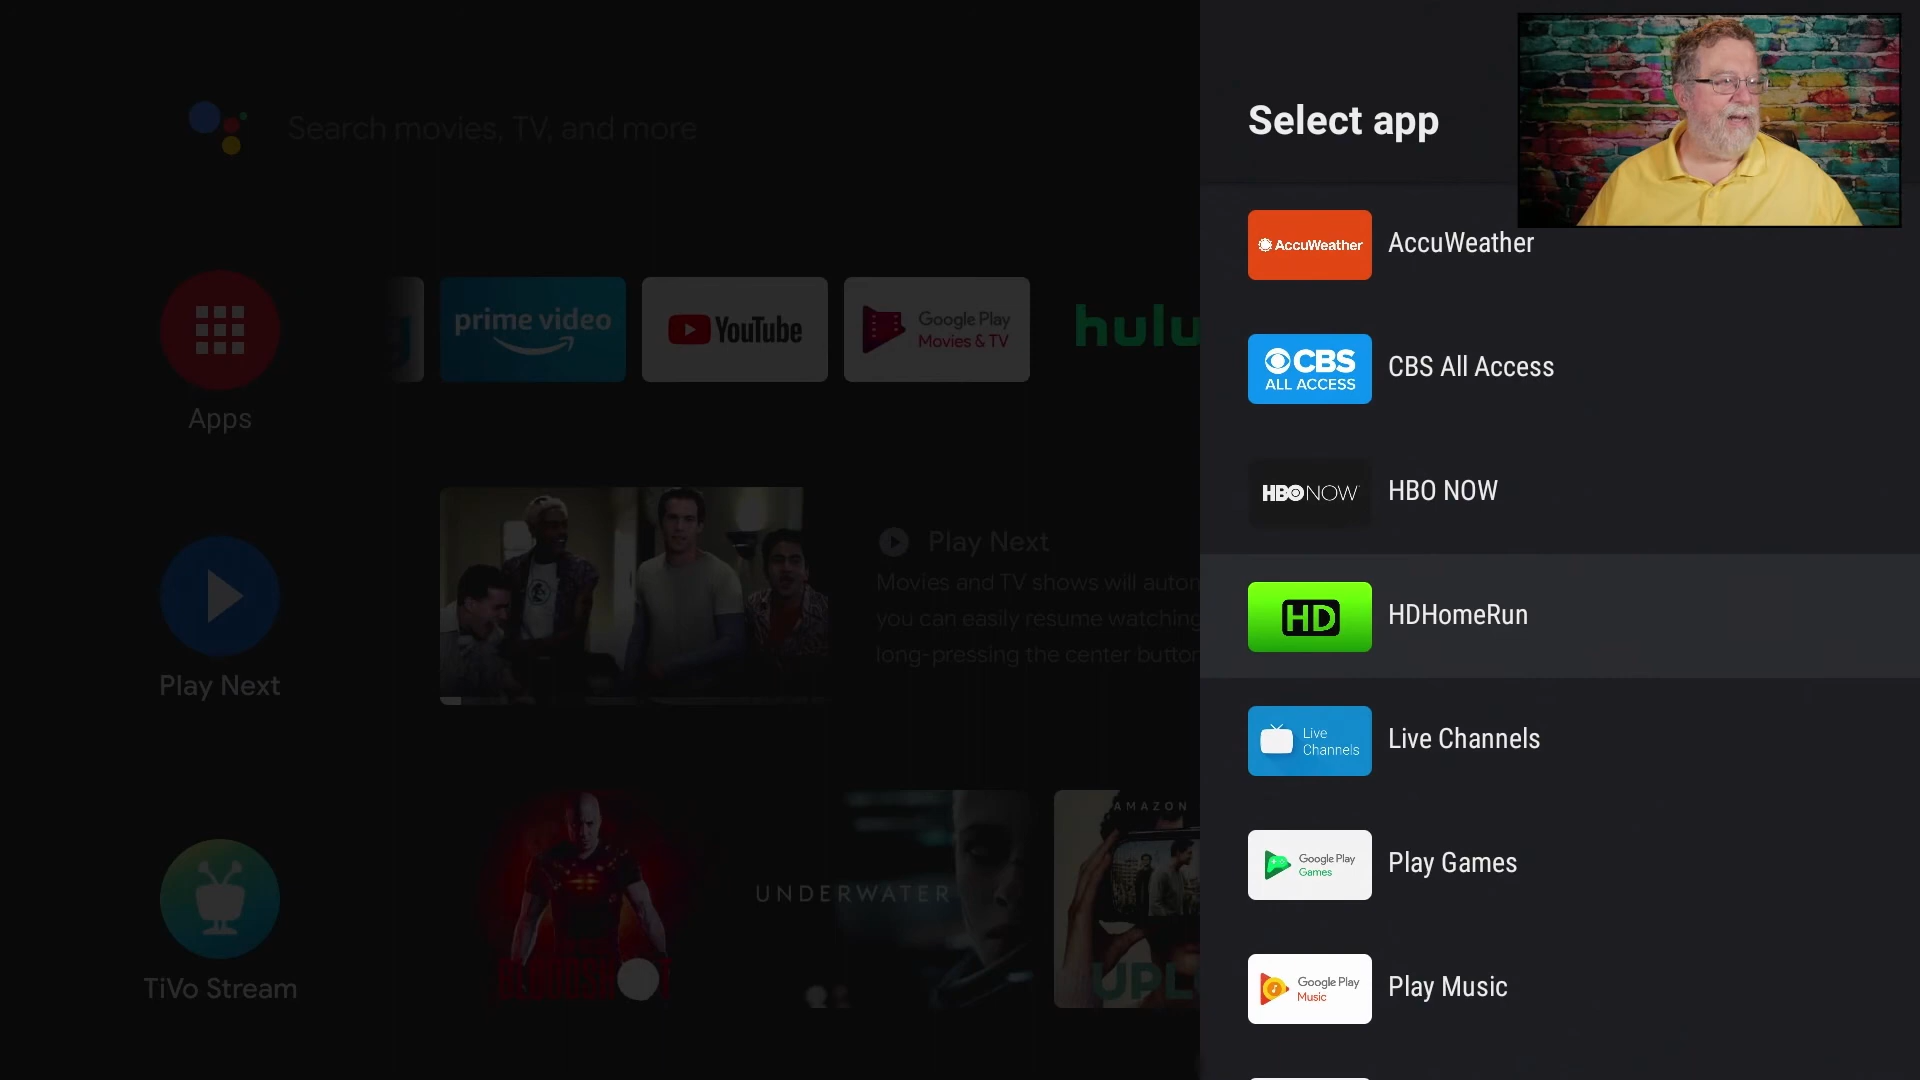 Search movies, TV, and more
Select app
AccuWeather
AccuWeather
prime video
YouTube
Google Play
Movies & TV
hulu
Apps
CBS
ALL ACCESS
CBS All Access
HBO NOW
HBO NOW
Play Next
Movies and TV shows will auton
you can easily resume watching
long-pressing the center button
Play Next
HD
HDHomeRun
Live
Channels
Live Channels
Google Play
Games
Play Games
UNDERWATER
AMAZON
UPL
TiVo Stream
Google Play
Music
Play Music